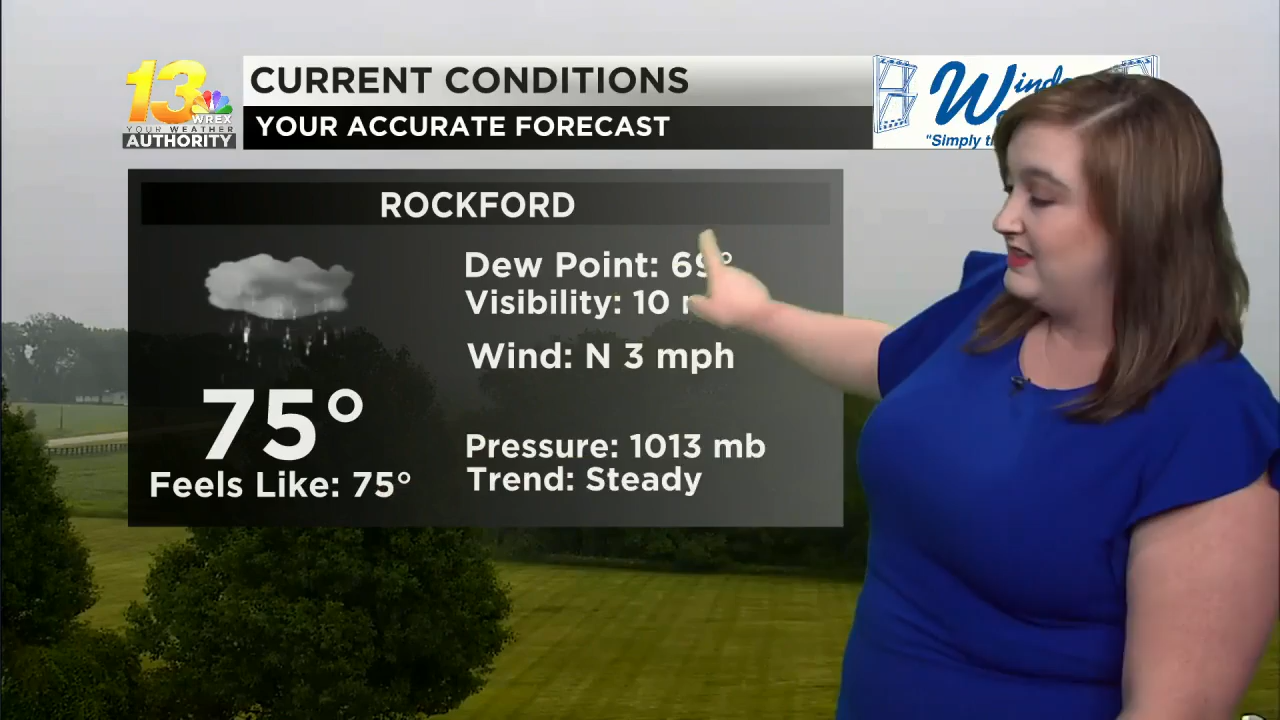 13
WREX
YOUR WEATHER
AUTHORITY
CURRENT CONDITIONS
YOUR ACCURATE FORECAST
"Simply
ROCKFORD
75°
Feels Like: 75°
Dew Point: 69°
Visibility: 10
Wind: N 3 mph
Pressure: 1013 mb
Trend: Steady